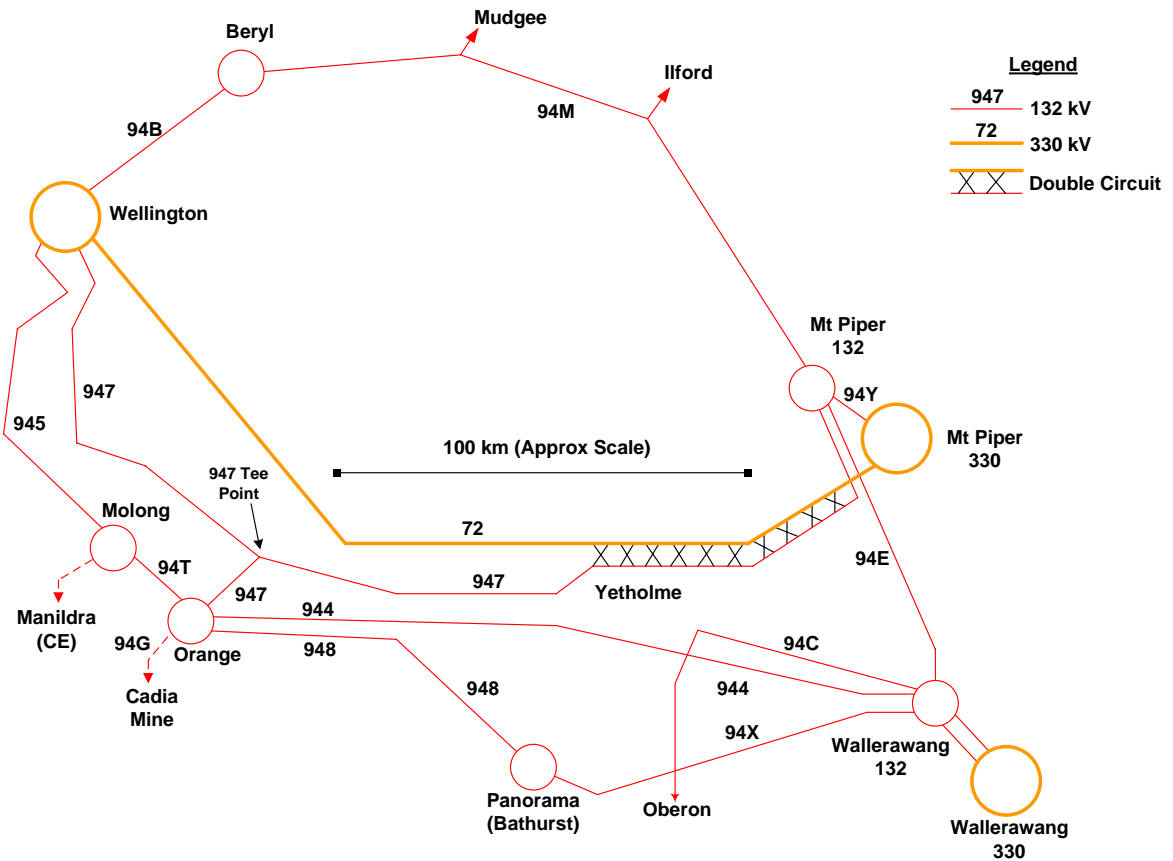 Mudgee
Beryl
Ilford
Legend
947
132 kV
72
330 kV
Double Circuit
94B
94M
Wellington
Mt Piper
132
94Y
Mt Piper
330
947
945
100 km (Approx Scale)
947 Tee
Point
Molong
72
94T
94E
947
947
Yetholme
Manildra
(CE)
944
94G
Orange
948
94C
Cadia
Mine
948
944
94X
Wallerawang
132
Panorama
(Bathurst)
Oberon
Wallerawang
330